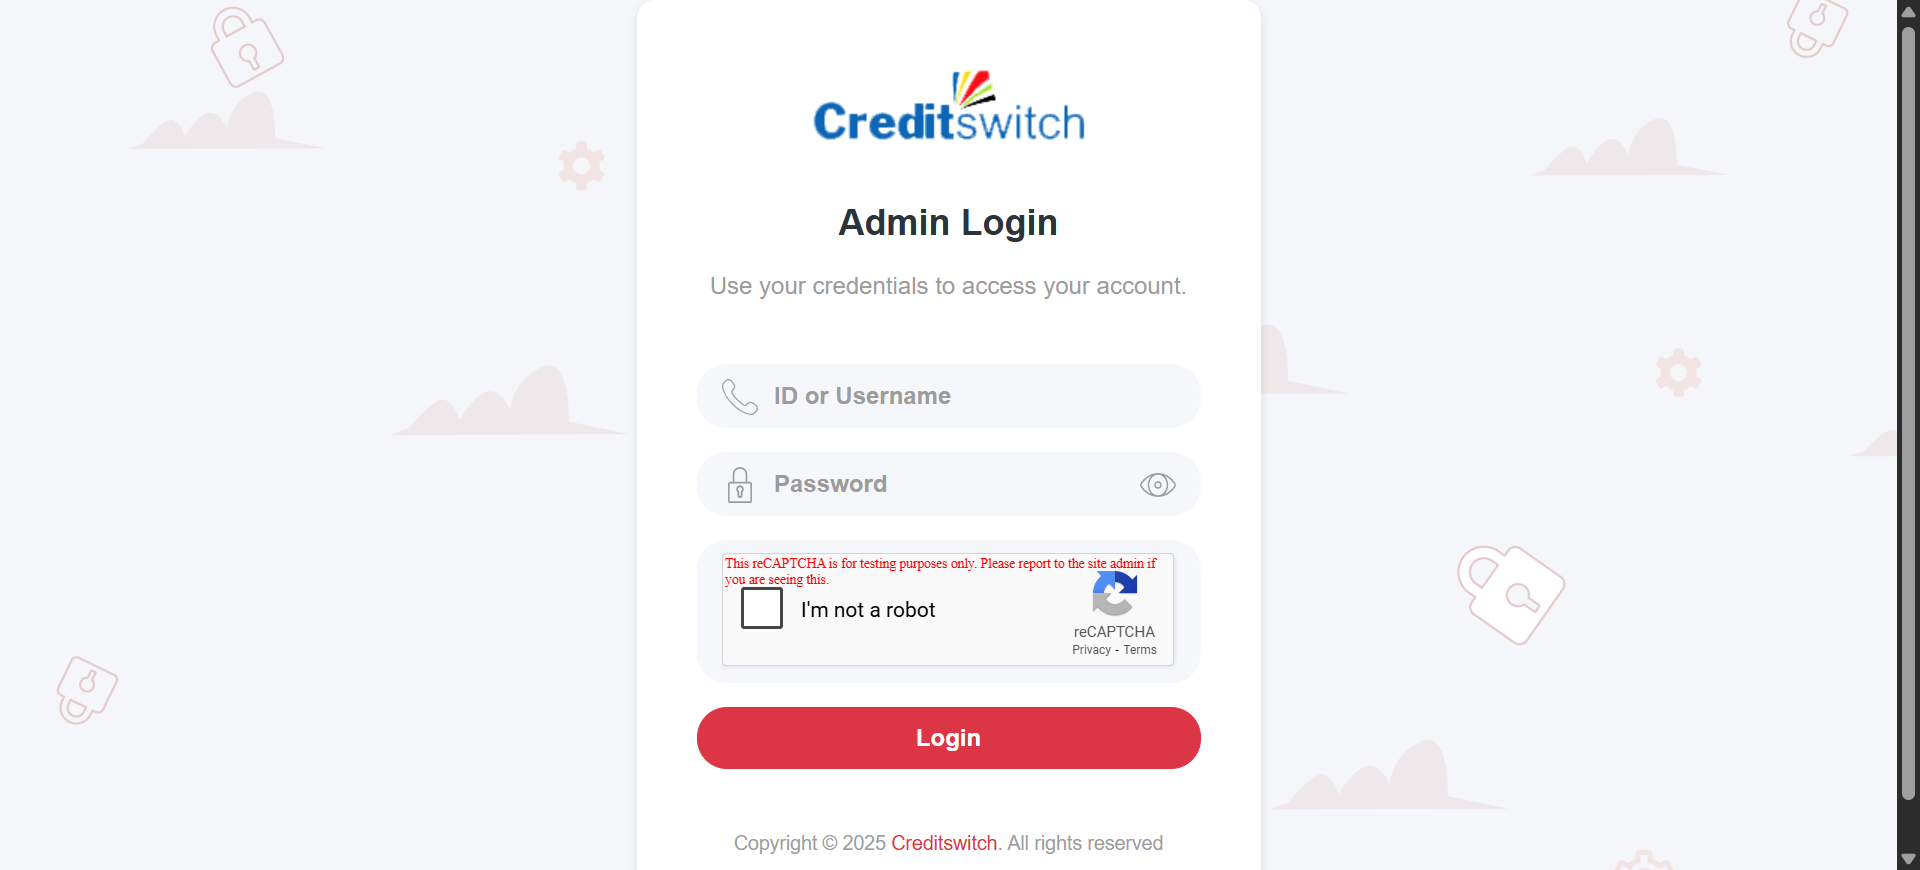 Creditswitch
Admin Login
Use your credentials to access your account.
ID or Username
Password
This reCAPTCHA is for testing purposes only. Please report to the site admin if
you are seeing this.
I'm not a robot
reCAPTCHA
Privacy - Terms
Login
Copyright © 2025 Creditswitch. All rights reserved